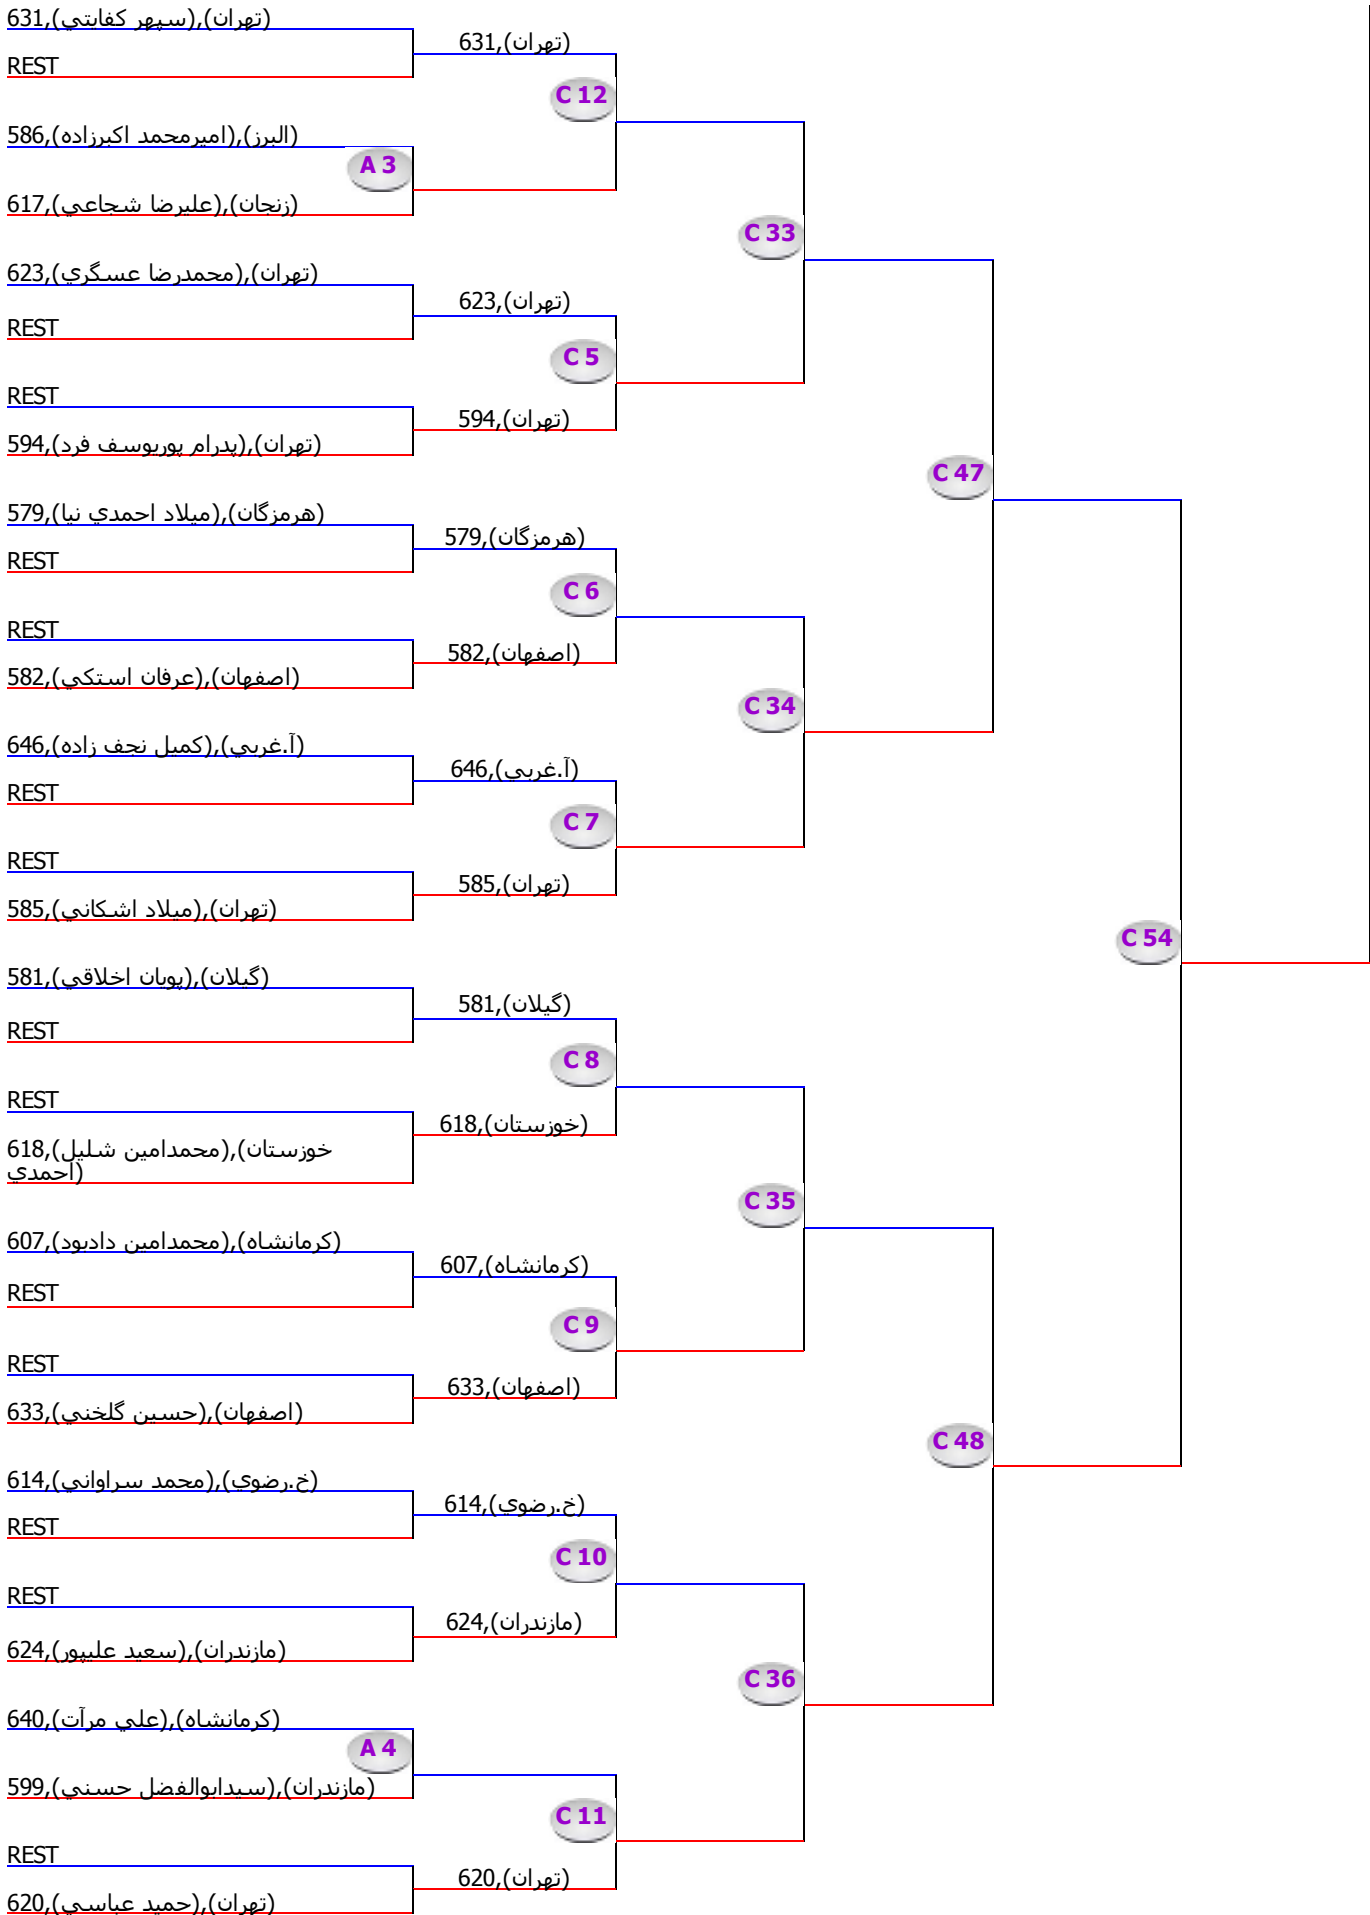 631,(سپهر کفايتي),(تهران)
REST
631,(تهران)
C 12
586,(اميرمحمد اکبرزاده),(البرز)
A 3
617,(عليرضا شجاعي),(زنجان)
C 33
623,(محمدرضا عسگري),(تهران)
REST
623,(تهران)
C 5
REST
594,(پدرام پوريوسف فرد),(تهران)
594,(تهران)
C 47
579,(ميلاد احمدي نيا),(هرمزگان)
REST
579,(هرمزگان)
C 6
REST
582,(عرفان استکي),(اصفهان)
582,(اصفهان)
C 34
646,(کميل نجف زاده),(آ.غربي)
REST
646,(آ.غربي)
C 7
REST
585,(ميلاد اشکاني),(تهران)
585,(تهران)
C 54
581,(پويان اخلاقي),(گيلان)
REST
581,(گيلان)
C 8
REST
618,(محمدامين شليل),(خوزستان
احمدي)
618,(خوزستان)
C 35
607,(محمدامين داديود),(کرمانشاه)
REST
607,(کرمانشاه)
C 9
REST
633,(حسين گلخني),(اصفهان)
633,(اصفهان)
C 48
614,(محمد سراواني),(خ.رضوي)
REST
614,(خ.رضوي)
C 10
REST
624,(سعيد عليپور),(مازندران)
624,(مازندران)
C 36
640,(علي مرآت),(کرمانشاه)
A 4
599,(سيدابوالفضل حسني),(مازندران)
C 11
REST
620,(حميد عباسي),(تهران)
620,(تهران)